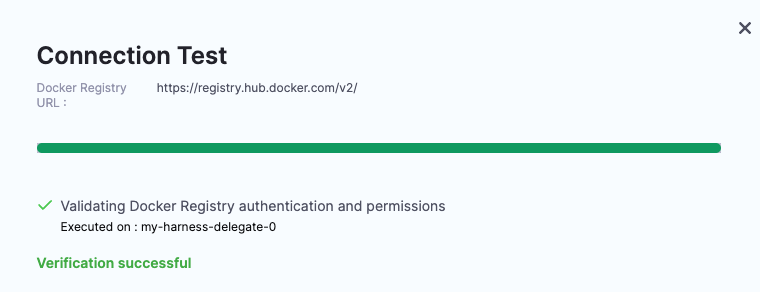 Connection Test
Docker Registry https://registry.hub.docker.com/v2/
URL :
Validating Docker Registry authentication and permissions
Executed on : my-harness-delegate-0
Verification successful